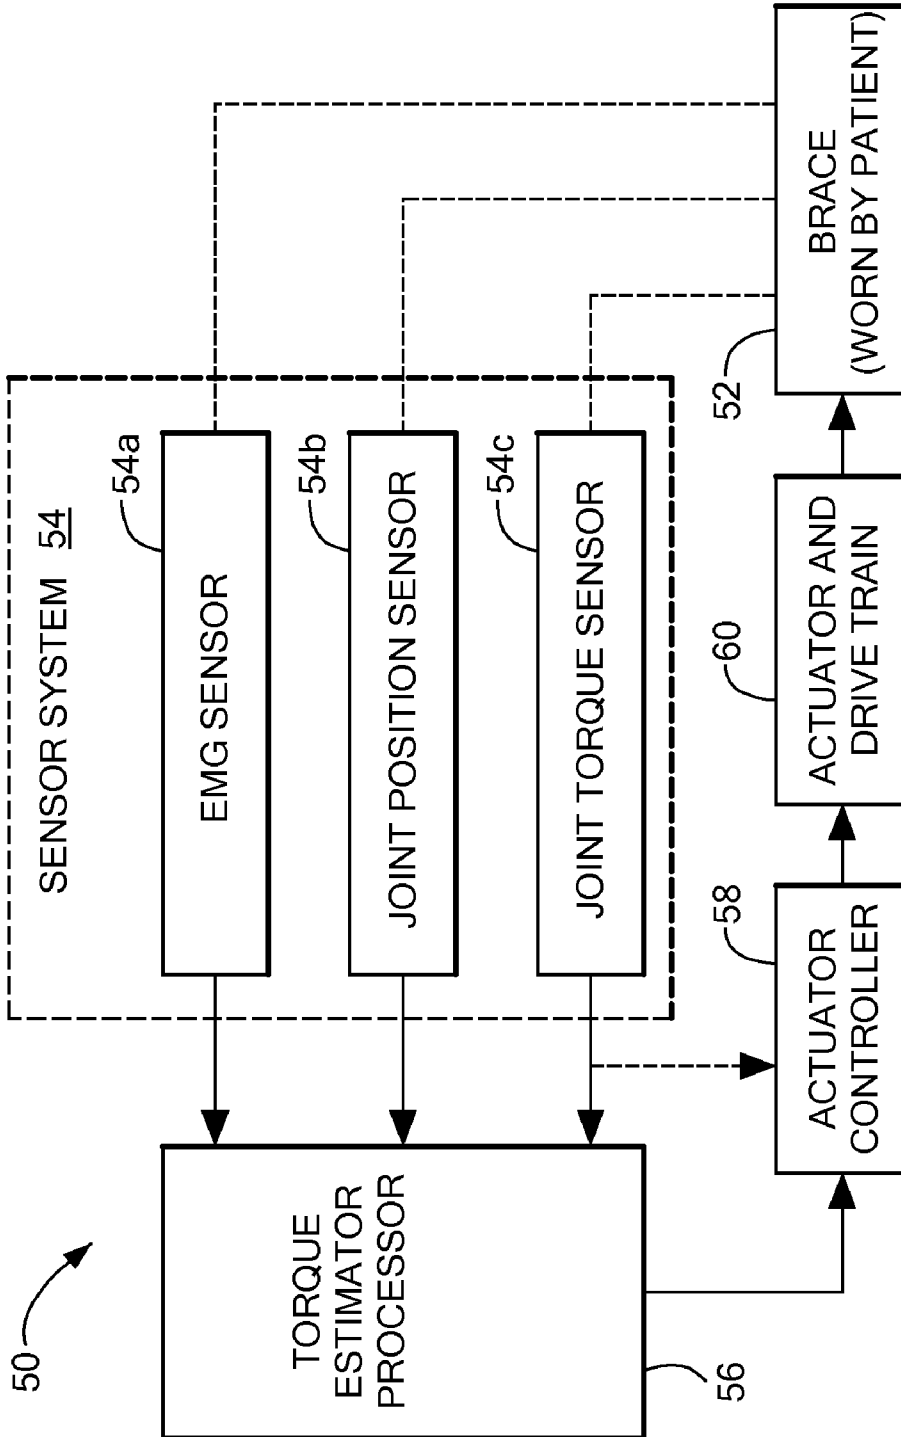 50
TORQUE
ESTIMATOR
PROCESSOR
56
SENSOR SYSTEM 54
EMG SENSOR
54a
JOINT POSITION SENSOR
54b
JOINT TORQUE SENSOR
54c
ACTUATOR
CONTROLLER
58
ACTUATOR AND
DRIVE TRAIN
60
BRACE
(WORN BY PATIENT)
52